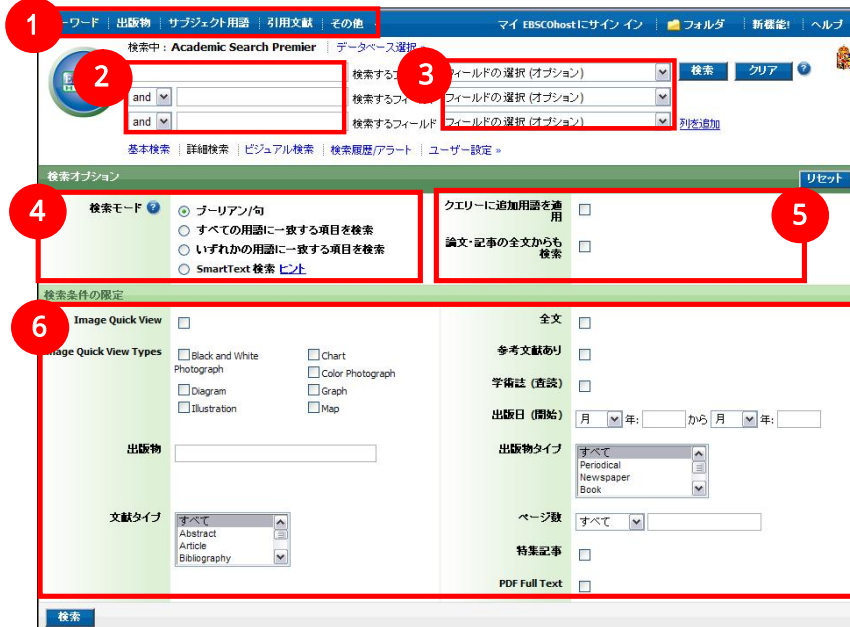 1
ーワード 出版物 サブジェクト用語 引用文献 その他 マイ EBSCOhostにサイン イン フォルダ 新機能! ヘルプ
検索中 : Academic Search Premier データベース選択 »
2
3
検索するフィ フィールドの選択 (オプション) 検索 クリア ?
and 検索するフィールド フィールドの選択 (オプション)
and 検索するフィールド フィールドの選択 (オプション) 列を追加
基本検索 詳細検索 ビジュアル検索 検索履歴/アラート ユーザー設定 »
検索オプション リセット
4
検索モード ?
ブーリアン/句
すべての用語に一致する項目を検索
いずれかの用語に一致する項目を検索
SmartText 検索 ヒント
5
クエリーに追加用語を適
用
論文・記事の全文からも
検索
検索条件の限定
6
Image Quick View
Image Quick View Types
Black and White
Photograph
Chart
Color Photograph
Diagram
Graph
Illustration
Map
出版物
文献タイプ
すべて
Abstract
Article
Bibliography
全文
参考文献あり
学術誌 (査読)
出版日 (開始) 月 年: から 月 年:
出版物タイプ
すべて
Periodical
Newspaper
Book
ページ数 すべて
特集記事
PDF Full Text
検索